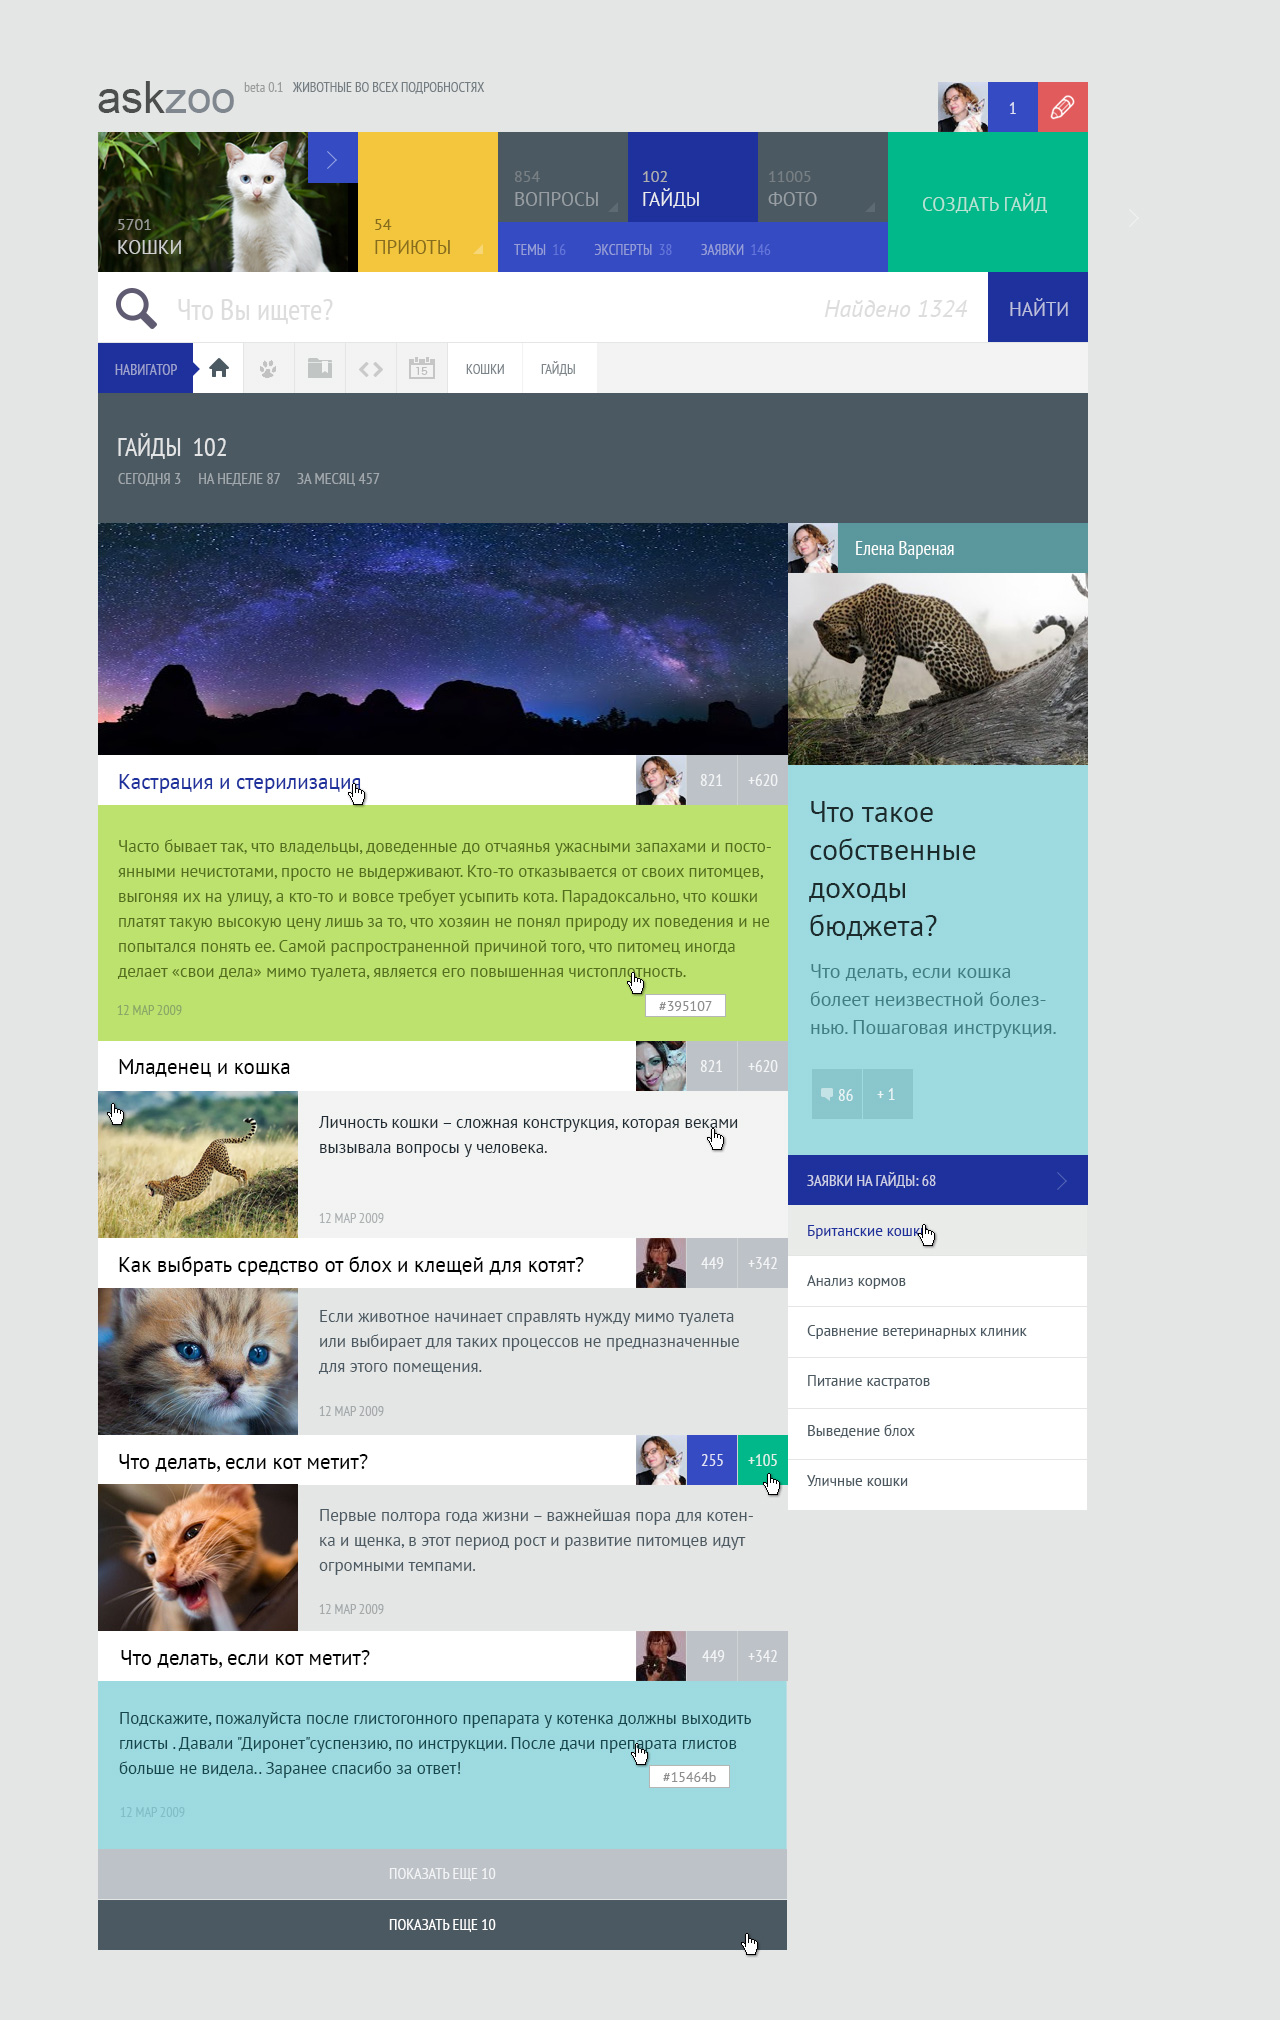 askzoo beta 0.1 ЖИВОТНЫЕ ВО ВСЕХ ПОДРОБНОСТЯХ
1
5701
КОШКИ
54
ПРИЮТЫ
854
ВОПРОСЫ
102
ГАЙДЫ
11005
ФОТО
ТЕМЫ 16 ЭКСПЕРТЫ 38 ЗАЯВКИ 146
СОЗДАТЬ ГАЙД
Что Вы ищете? Найдено 1324 НАЙТИ
НАВИГАТОР 15 КОШКИ ГАЙДЫ
ГАЙДЫ 102
СЕГОДНЯ 3 НА НЕДЕЛЕ 87 ЗА МЕСЯЦ 457
Кастрация и стерилизация 821 +620
Часто бывает так, что владельцы, доведенные до отчаянья ужасными запахами и посто-
янными нечистотами, просто не выдерживают. Кто-то отказывается от своих питомцев,
выгоняя их на улицу, а кто-то и вовсе требует усыпить кота. Парадоксально, что кошки
платят такую высокую цену лишь за то, что хозяин не понял природу их поведения и не
попытался понять ее. Самой распространенной причиной того, что питомец иногда
делает «свои дела» мимо туалета, является его повышенная чистоплотность.
12 МАР 2009
#395107
Младенец и кошка 821 +620
Личность кошки – сложная конструкция, которая веками
вызывала вопросы у человека.
12 МАР 2009
Как выбрать средство от блох и клещей для котят? 449 +342
Если животное начинает справлять нужду мимо туалета
или выбирает для таких процессов не предназначенные
для этого помещения.
12 МАР 2009
Что делать, если кот метит? 255 +105
Первые полтора года жизни – важнейшая пора для котен-
ка и щенка, в этот период рост и развитие питомцев идут
огромными темпами.
12 МАР 2009
Что делать, если кот метит? 449 +342
Подскажите, пожалуйста после глистогонного препарата у котенка должны выходить
глисты . Давали "Диронет"суспензию, по инструкции. После дачи препарата глистов
больше не видела.. Заранее спасибо за ответ!
#15464b
12 МАР 2009
ПОКАЗАТЬ ЕЩЕ 10
ПОКАЗАТЬ ЕЩЕ 10
Елена Вареная
Что такое
собственные
доходы
бюджета?
Что делать, если кошка
болеет неизвестной болез-
нью. Пошаговая инструкция.
86 + 1
ЗАЯВКИ НА ГАЙДЫ: 68
Британские кошки
Анализ кормов
Сравнение ветеринарных клиник
Питание кастратов
Выведение блох
Уличные кошки